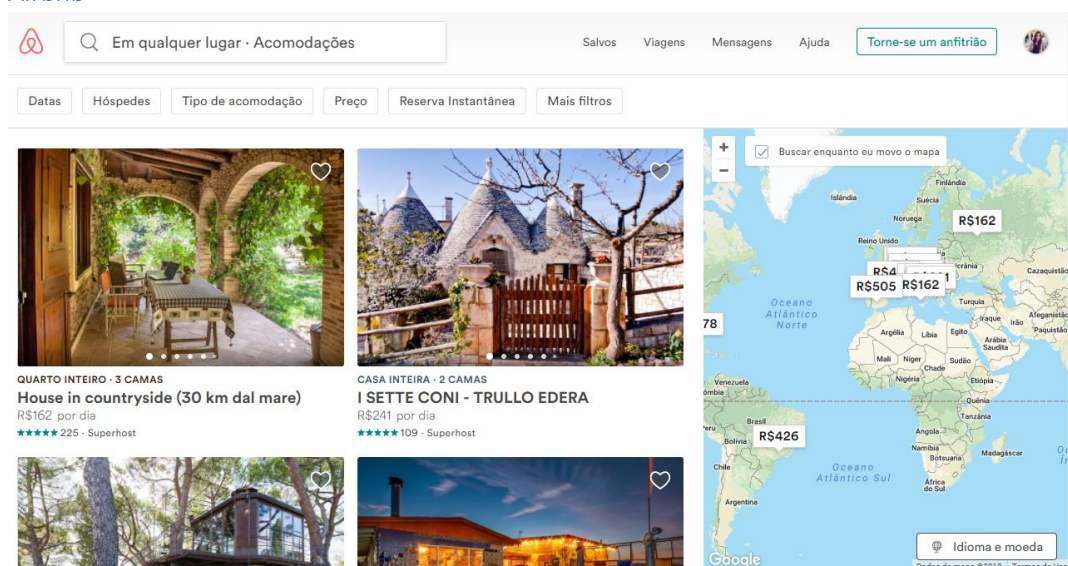 Em qualquer lugar · Acomodações
Salvos
Viagens
Mensagens
Ajuda
Torne-se um anfitrião
Datas
Hóspedes
Tipo de acomodação
Preço
Reserva Instantânea
Mais filtros
QUARTO INTEIRO · 3 CAMAS
House in countryside (30 km dal mare)
R$162 por dia
225 · Superhost
CASA INTEIRA · 2 CAMAS
I SETTE CONI - TRULLO EDERA
R$241 por dia
109 · Superhost
+
−
Buscar enquanto eu movo o mapa
Finlândia
Islândia
Suécia
Noruega
R$162
Reino Unido
R$4
Cazaquistão
R$505
R$162
Turquia
Oceano
Atlântico
Norte
78
Iraque
Irão
Afeganistão
Paquistão
Argélia
Líbia
Egito
Arábia
Saudita
Mali
Níger
Chade
Sudão
Nigéria
Etiópia
Venezuela
Quênia
Tanzânia
Brasil
R$426
Bolívia
Angola
Namíbia
Botsuana
Madagáscar
Chile
Oceano
Atlântico Sul
África
do Sul
Argentina
Idioma e moeda
Google